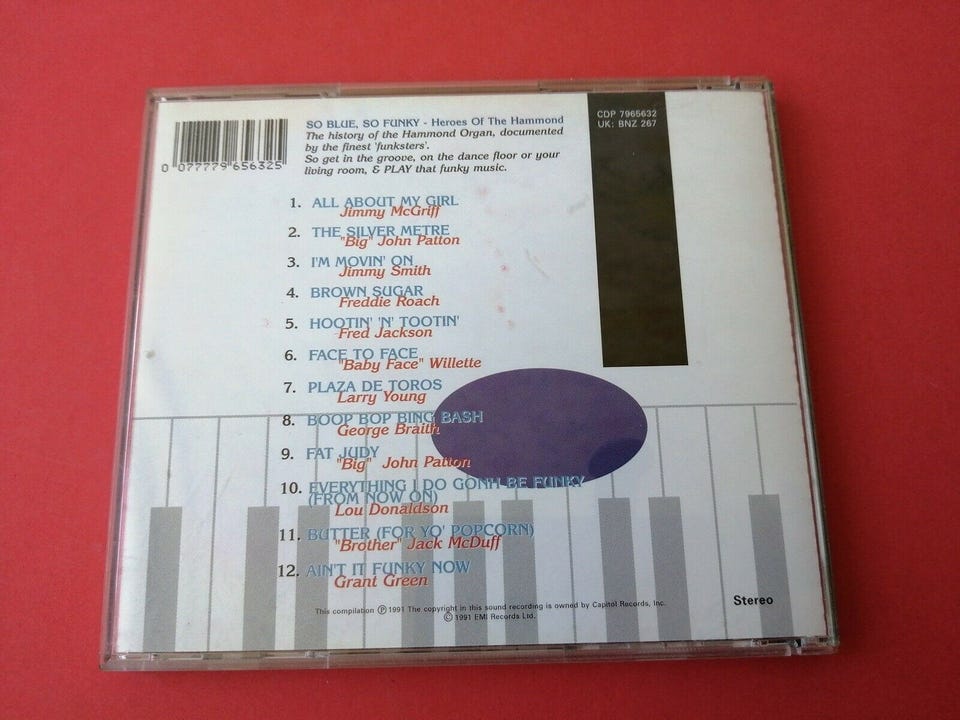 SO BLUE, SO FUNKY - Heroes Of The Hammond
The history of the Hammond Organ, documented
by the finest 'funksters'.
So get in the groove, on the dance floor or your
living room, & PLAY that funky music.
CDP 7965632
UK: BNZ 267
0 077779 656325
1. ALL ABOUT MY GIRL
Jimmy McGriff
2. THE SILVER METRE
"Big" John Patton
3. I'M MOVIN' ON
Jimmy Smith
4. BROWN SUGAR
Freddie Roach
5. HOOTIN' 'N' TOOTIN'
Fred Jackson
6. FACE TO FACE
"Baby Face" Willette
7. PLAZA DE TOROS
Larry Young
8. BOOP BOP BING BASH
George Braith
9. FAT JUDY
"Big" John Patton
10. EVERYTHING I DO GONH BE FUNKY
(FROM NOW ON)
Lou Donaldson
11. BUTTER (FOR YO' POPCORN)
"Brother" Jack McDuff
12. AIN'T IT FUNKY NOW
Grant Green
This compilation Ⓟ 1991 The copyright in this sound recording is owned by Capitol Records, Inc.
© 1991 EMI Records Ltd.
Stereo